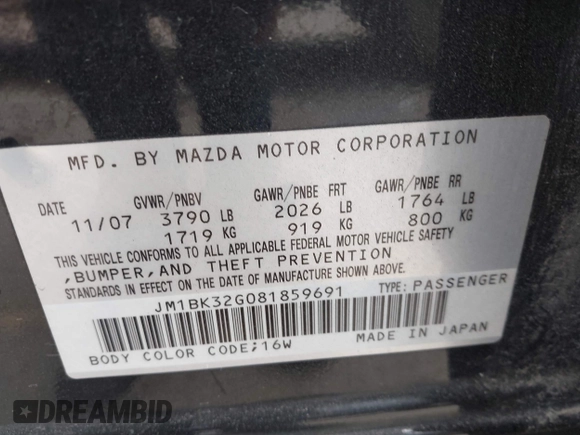 MFD. BY MAZDA MOTOR CORPORATION
DATE GVWR/PNBV GAWR/PNBE FRT GAWR/PNBE RR
11/07 3790 LB 2026 LB 1764 LB
1719 KG 919 KG 800 KG
THIS VEHICLE CONFORMS TO ALL APPLICABLE FEDERAL MOTOR VEHICLE SAFETY
,BUMPER,AND THEFT PREVENTION
STANDARDS IN EFFECT ON THE DATE OF MANUFACTURE SHOWN ABOVE.
JM1BK32G081859691 TYPE: PASSENGER
BODY COLOR CODE;16W MADE IN JAPAN
DREAMBID